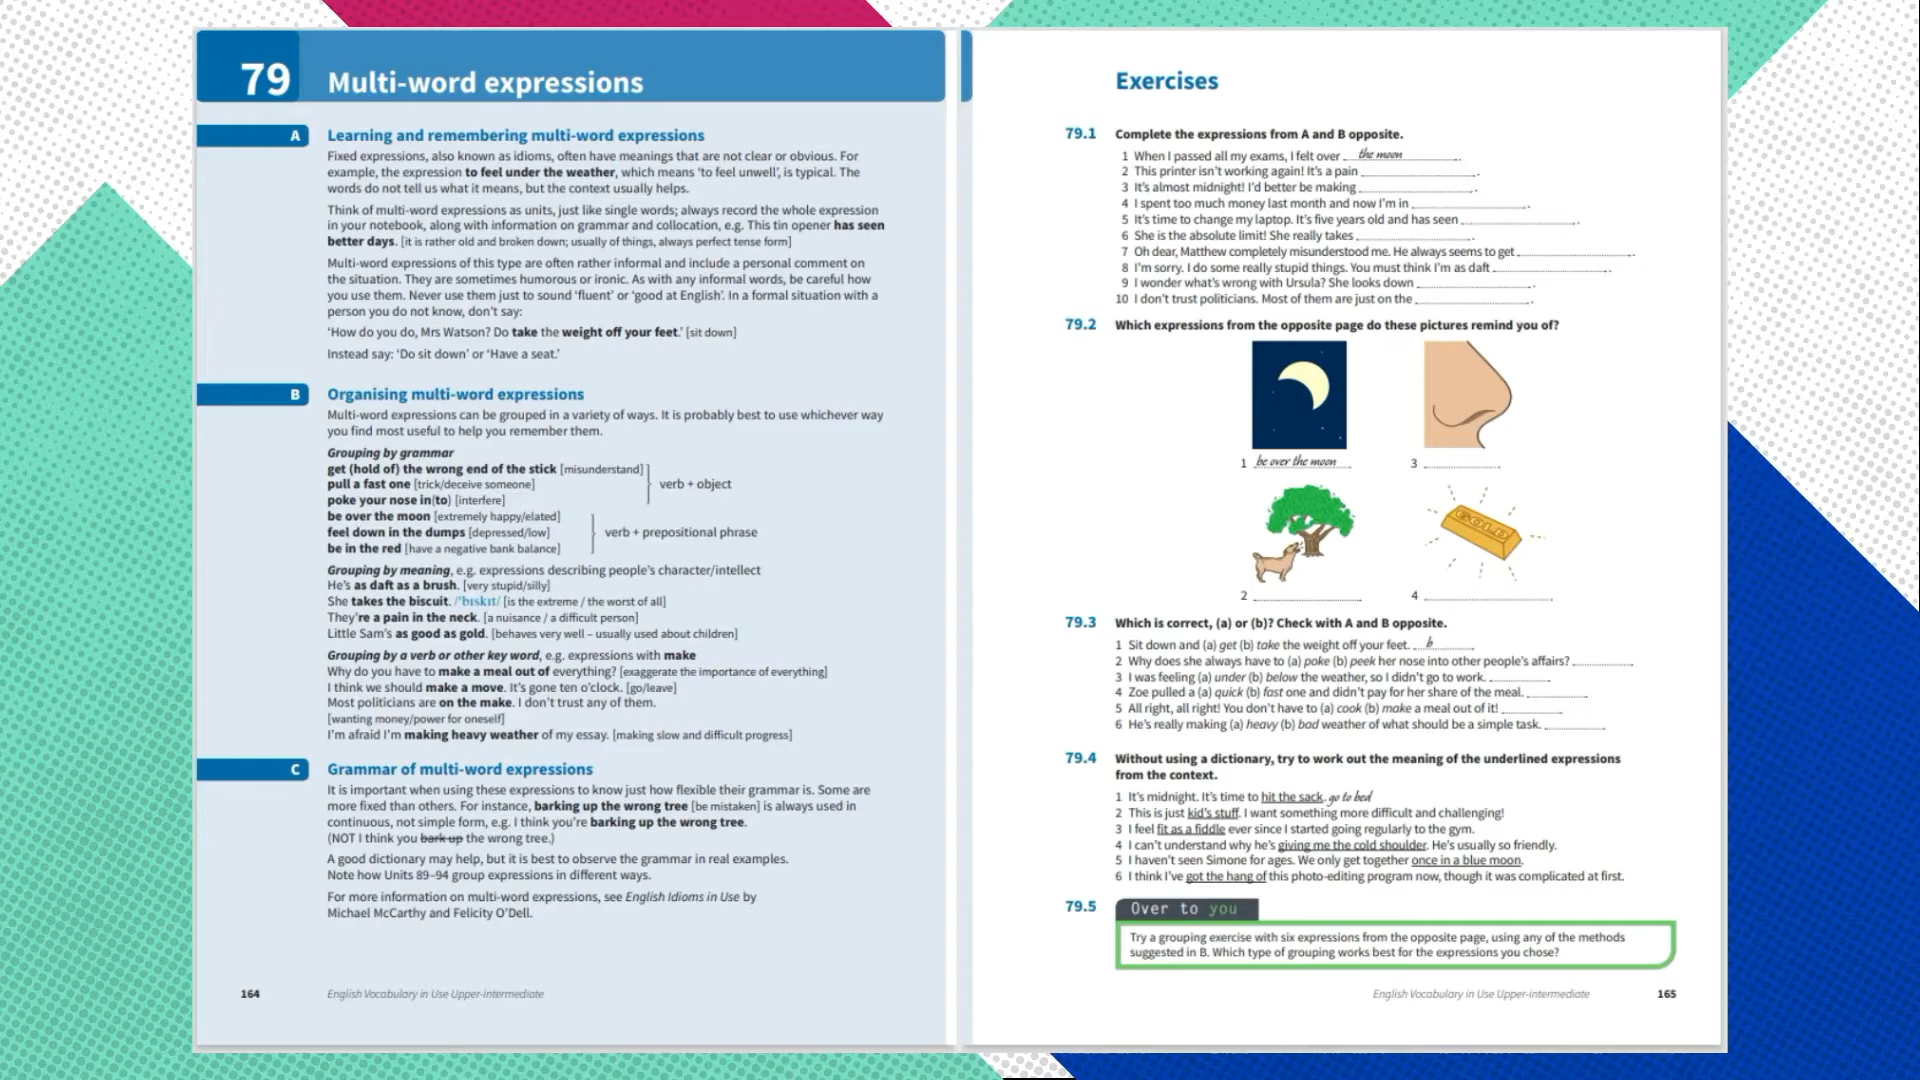 79
Multi-word expressions
A
Learning and remembering multi-word expressions
Fixed expressions, also known as idioms, often have meanings that are not clear or obvious. For
example, the expression to feel under the weather, which means ‘to feel unwell’, is typical. The
words do not tell us what it means, but the context usually helps.
Think of multi-word expressions as units, just like single words; always record the whole expression
in your notebook, along with information on grammar and collocation, e.g. This tin opener has seen
better days. [it is rather old and broken down; usually of things, always perfect tense form]
Multi-word expressions of this type are often rather informal and include a personal comment on
the situation. They are sometimes humorous or ironic. As with any informal words, be careful how
you use them. Never use them just to sound ‘fluent’ or ‘good at English’. In a formal situation with a
person you do not know, don’t say:
‘How do you do, Mrs Watson? Do take the weight off your feet.’ [sit down]
Instead say: ‘Do sit down’ or ‘Have a seat.’
B
Organising multi-word expressions
Multi-word expressions can be grouped in a variety of ways. It is probably best to use whichever way
you find most useful to help you remember them.
Grouping by grammar
get (hold of) the wrong end of the stick [misunderstand]
pull a fast one [trick/deceive someone]
verb + object
poke your nose in(to) [interfere]
be over the moon [extremely happy/elated]
feel down in the dumps [depressed/low]
verb + prepositional phrase
be in the red [have a negative bank balance]
Grouping by meaning, e.g. expressions describing people’s character/intellect
He’s as daft as a brush. [very stupid/silly]
She takes the biscuit. /ˈbɪskɪt/ [is the extreme / the worst of all]
They’re a pain in the neck. [a nuisance / a difficult person]
Little Sam’s as good as gold. [behaves very well – usually used about children]
Grouping by a verb or other key word, e.g. expressions with make
Why do you have to make a meal out of everything? [exaggerate the importance of everything]
I think we should make a move. It’s gone ten o’clock. [go/leave]
Most politicians are on the make. I don’t trust any of them.
[wanting money/power for oneself]
I’m afraid I’m making heavy weather of my essay. [making slow and difficult progress]
C
Grammar of multi-word expressions
It is important when using these expressions to know just how flexible their grammar is. Some are
more fixed than others. For instance, barking up the wrong tree [be mistaken] is always used in
continuous, not simple form, e.g. I think you’re barking up the wrong tree.
(NOT I think you bark up the wrong tree.)
A good dictionary may help, but it is best to observe the grammar in real examples.
Note how Units 89–94 group expressions in different ways.
For more information on multi-word expressions, see English Idioms in Use by
Michael McCarthy and Felicity O’Dell.
164
English Vocabulary in Use Upper-intermediate
Exercises
79.1 Complete the expressions from A and B opposite.
1 When I passed all my exams, I felt over the moon.
2 This printer isn’t working again! It’s a pain .
3 It’s almost midnight! I’d better be making .
4 I spent too much money last month and now I’m in .
5 It’s time to change my laptop. It’s five years old and has seen .
6 She is the absolute limit! She really takes .
7 Oh dear, Matthew completely misunderstood me. He always seems to get .
8 I’m sorry. I do some really stupid things. You must think I’m as daft .
9 I wonder what’s wrong with Ursula? She looks down .
10 I don’t trust politicians. Most of them are just on the .
79.2 Which expressions from the opposite page do these pictures remind you of?
1 be over the moon
3
GOLD
2
4
79.3 Which is correct, (a) or (b)? Check with A and B opposite.
1 Sit down and (a) get (b) take the weight off your feet. b
2 Why does she always have to (a) poke (b) peek her nose into other people’s affairs?
3 I was feeling (a) under (b) below the weather, so I didn’t go to work.
4 Zoe pulled a (a) quick (b) fast one and didn’t pay for her share of the meal.
5 All right, all right! You don’t have to (a) cook (b) make a meal out of it!
6 He’s really making (a) heavy (b) bad weather of what should be a simple task.
79.4 Without using a dictionary, try to work out the meaning of the underlined expressions
from the context.
1 It’s midnight. It’s time to hit the sack. go to bed
2 This is just kid’s stuff. I want something more difficult and challenging!
3 I feel fit as a fiddle ever since I started going regularly to the gym.
4 I can’t understand why he’s giving me the cold shoulder. He’s usually so friendly.
5 I haven’t seen Simone for ages. We only get together once in a blue moon.
6 I think I’ve got the hang of this photo-editing program now, though it was complicated at first.
79.5 Over to you
Try a grouping exercise with six expressions from the opposite page, using any of the methods
suggested in B. Which type of grouping works best for the expressions you chose?
English Vocabulary in Use Upper-intermediate
165